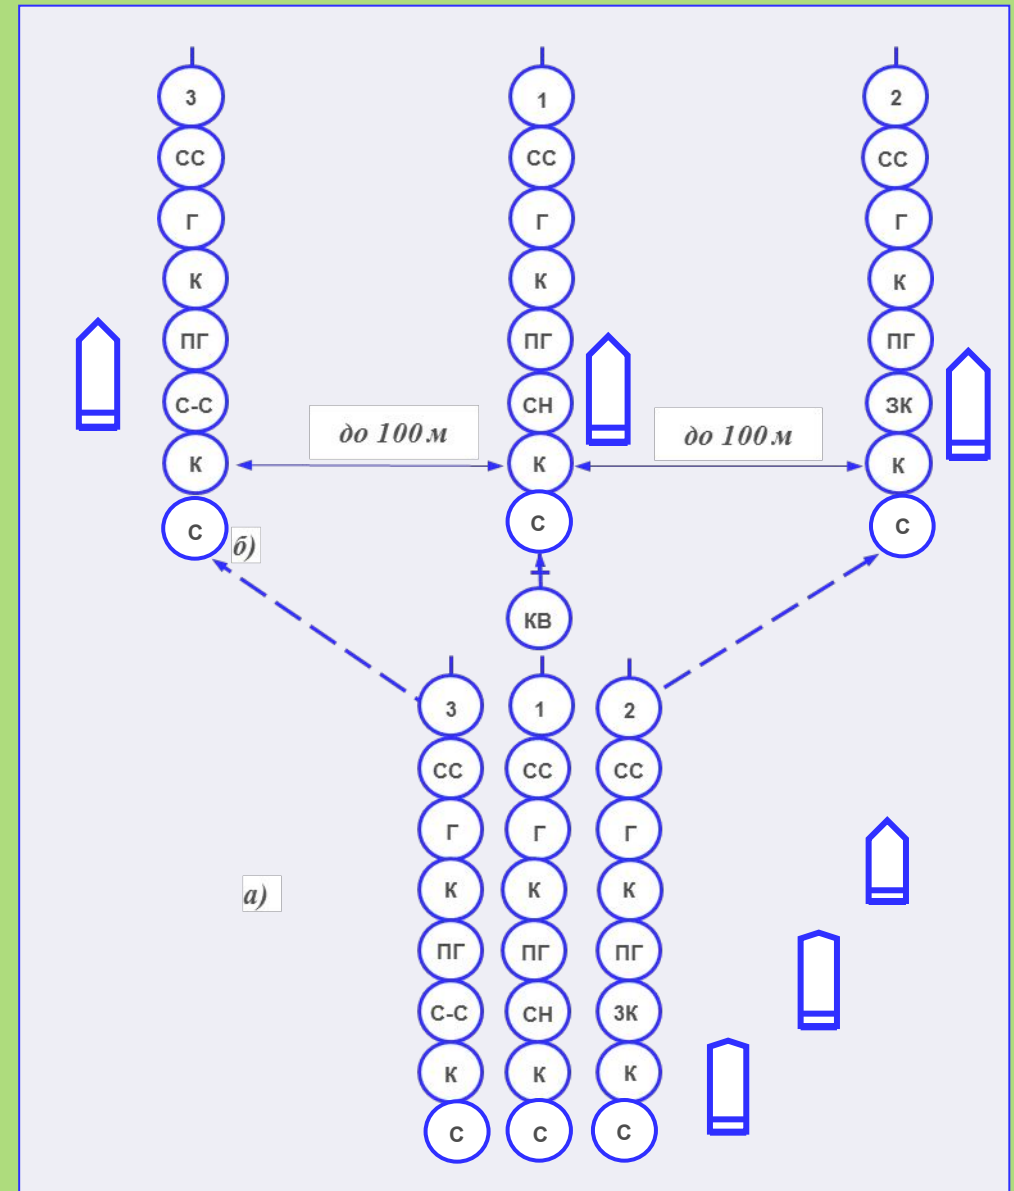 3 1 2
СС СС СС
Г Г Г
К К К
ПГ ПГ ПГ
С-С СН ЗК
до 100 м до 100 м
К К К
С С С
б)
КВ
3 1 2
СС СС СС
Г Г Г
К К К
а)
ПГ ПГ ПГ
С-С СН ЗК
К К К
С С С